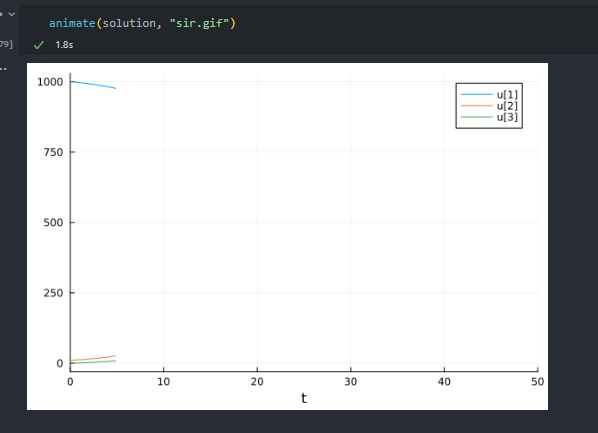 animate(solution, "sir.gif")
79]
1.8s
1000
750
500
250
0
u[1]
u[2]
u[3]
0 10 20 30 40 50
t